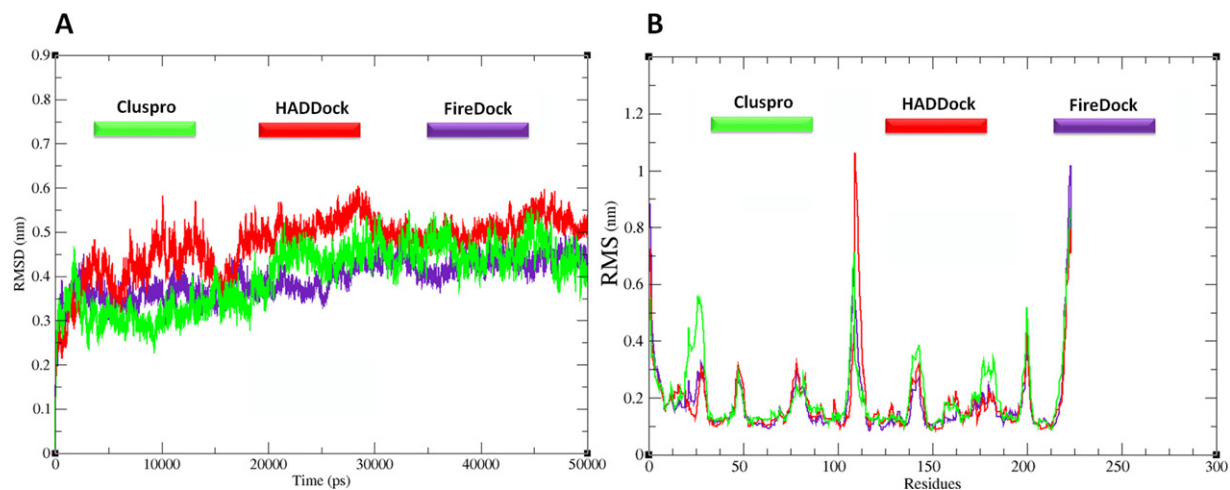 A
Cluspro HADDock FireDock
RMSD (nm)
0.9
0.8
0.7
0.6
0.5
0.4
0.3
0.2
0.1
0
0 10000 20000 30000 40000 50000
Time (ps)
B
Cluspro HADDock FireDock
RMS (nm)
1.2
1
0.8
0.6
0.4
0.2
0
0 50 100 150 200 250 300
Residues